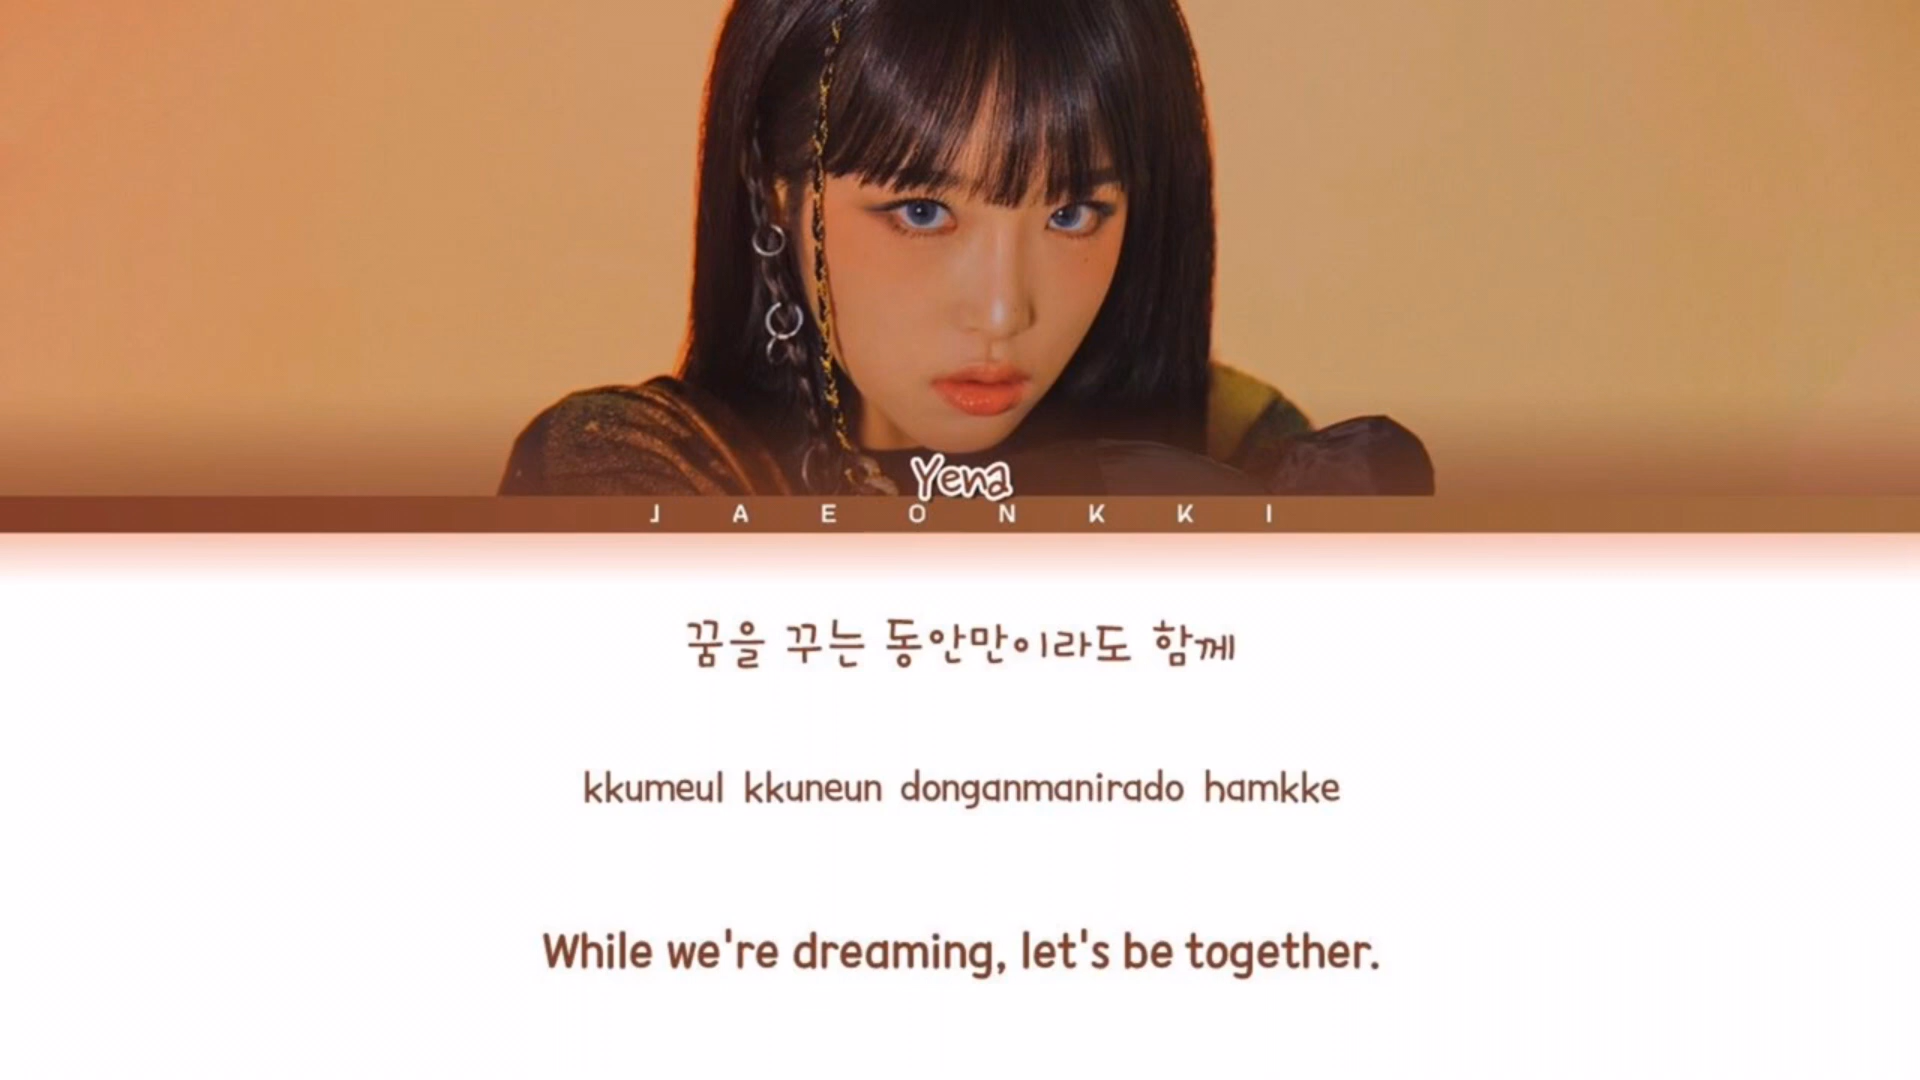 Yena
JAEONKKI
꿈을 꾸는 동안만이라도 함께
kkumeul kkuneun donganmanirado hamkke
While we're dreaming, let's be together.